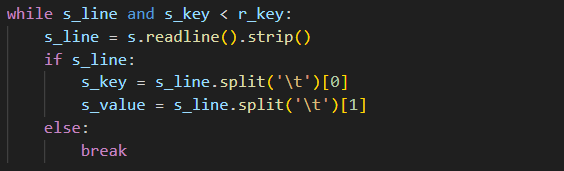 while s_line and s_key < r_key:
    s_line = s.readline().strip()
    if s_line:
        s_key = s_line.split('\t')[0]
        s_value = s_line.split('\t')[1]
    else:
        break